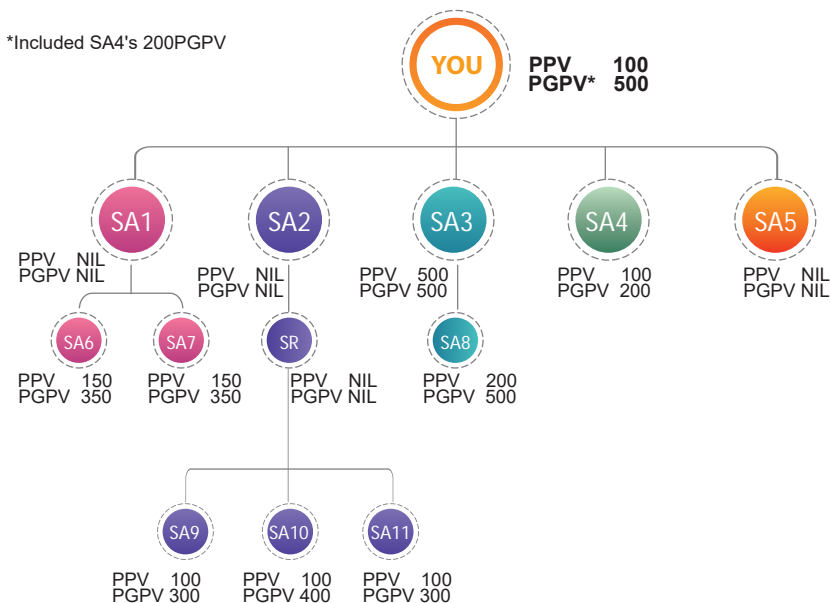 *Included SA4's 200PGPV
YOU
PPV 100
PGPV* 500
SA1
SA2
SA3
SA4
SA5
PPV NIL
PGPV NIL
PPV NIL
PGPV NIL
PPV 500
PGPV 500
PPV 100
PGPV 200
PPV NIL
PGPV NIL
SA6
SA7
SR
SA8
PPV 150
PGPV 350
PPV 150
PGPV 350
PPV NIL
PGPV NIL
PPV 200
PGPV 500
SA9
SA10
SA11
PPV 100
PGPV 300
PPV 100
PGPV 400
PPV 100
PGPV 300